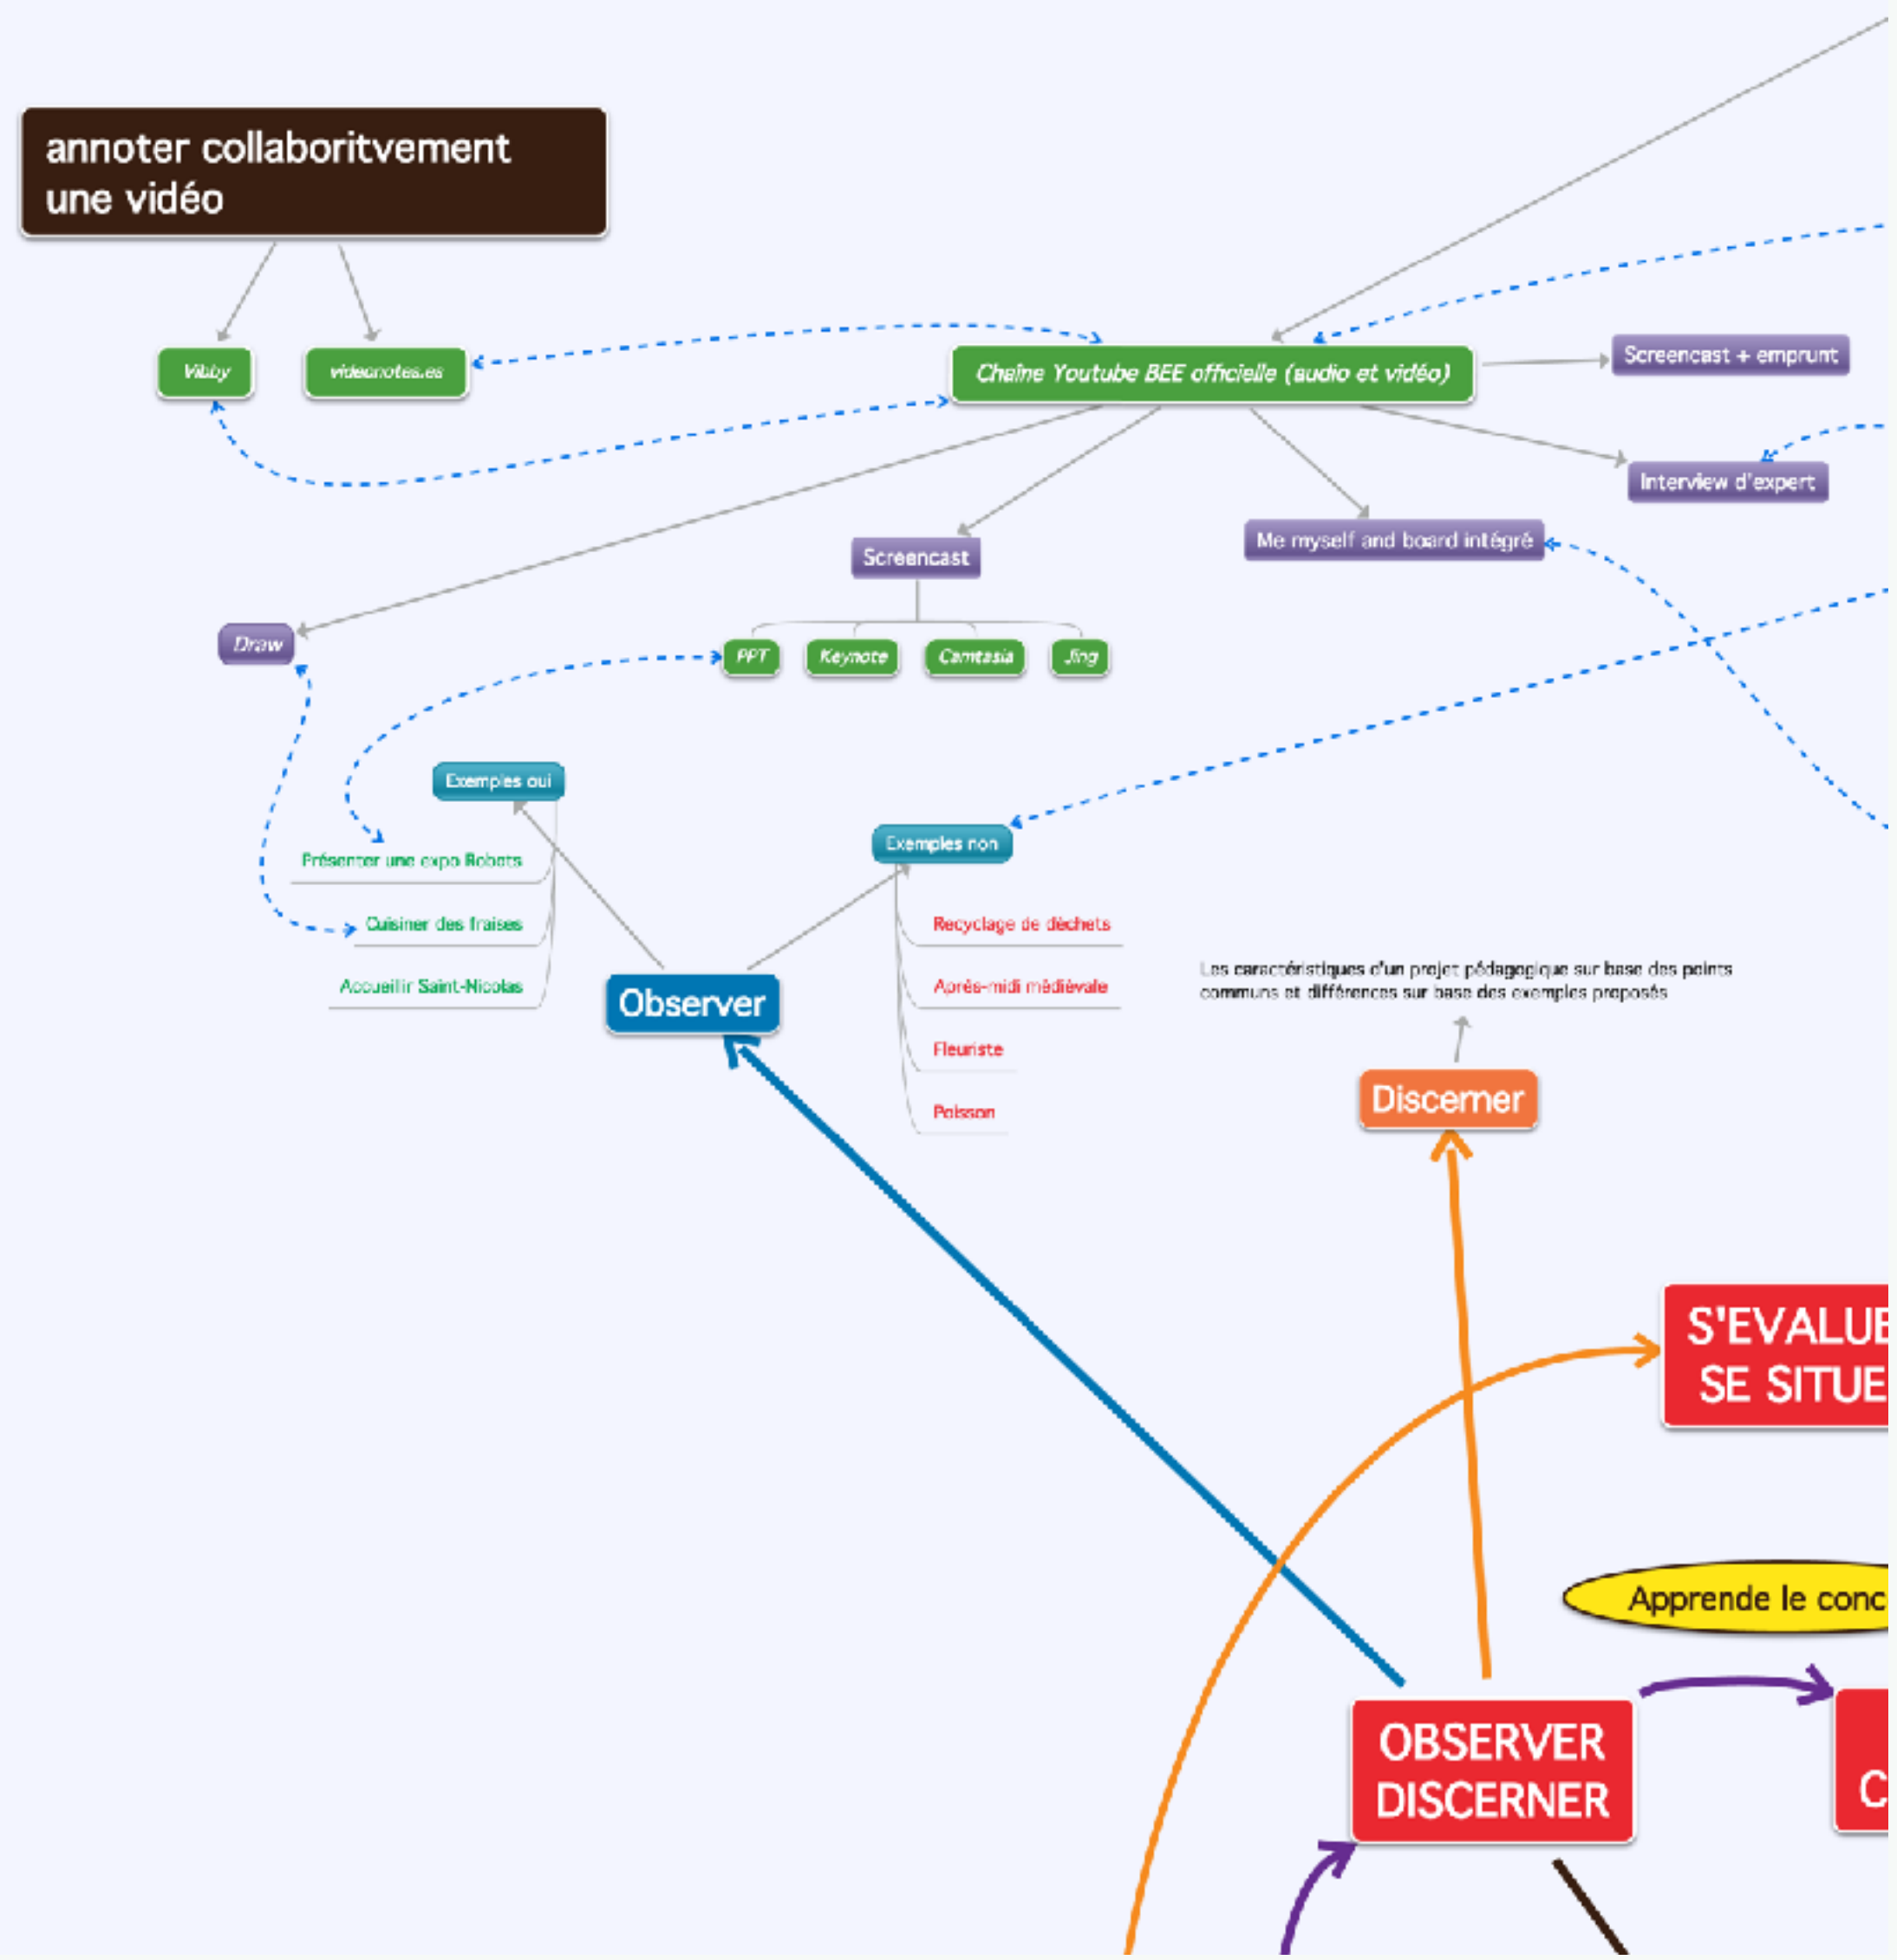 annoter collaboritvement
une vidéo
Vibby
videonotes.es
Chaîne Youtube BEE officielle (audio et vidéo)
Screencast + emprunt
Interview d'expert
Me myself and board intégré
Screencast
Draw
PPT
Keynote
Camtasia
Jing
Exemples oui
Présenter une expo Robots
Cuisiner des fraises
Accueillir Saint-Nicolas
Exemples non
Recyclage de déchets
Après-midi médiévale
Fleuriste
Poisson
Observer
Les caractéristiques d'un projet pédagogique sur base des points
communs et différences sur base des exemples proposés
Discerner
S'EVALUE
SE SITUE
Apprende le conc
OBSERVER
DISCERNER
C